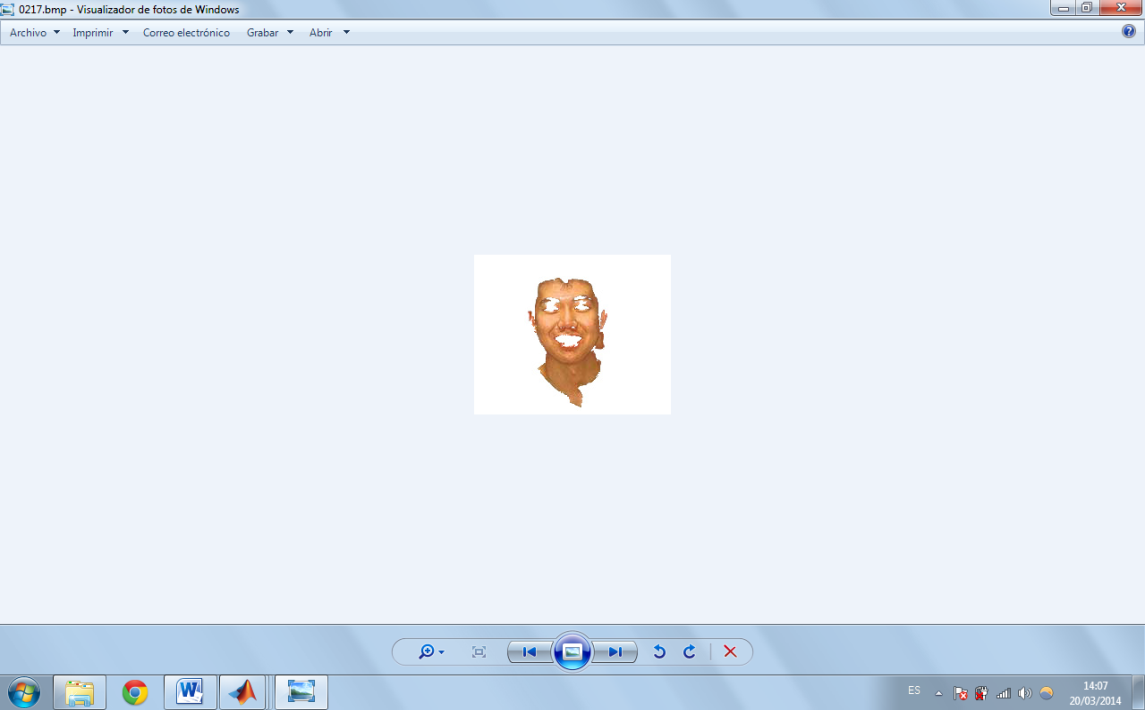 0217.bmp - Visualizador de fotos de Windows
Archivo Imprimir Correo electrónico Grabar Abrir
ES
14:07
20/03/2014